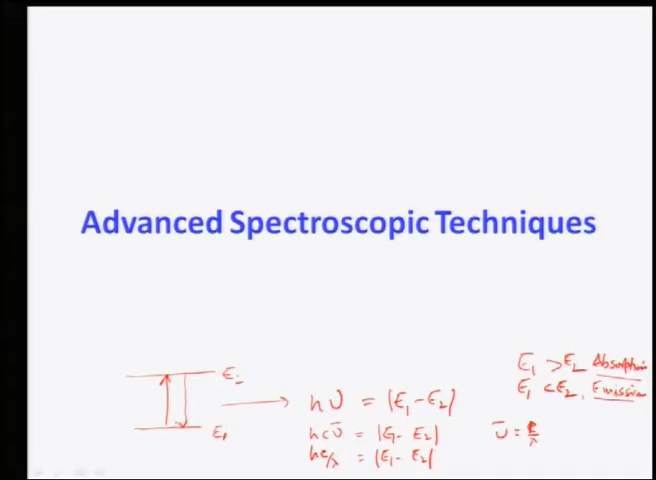 Advanced Spectroscopic Techniques
E₁ > E₂ Absorption
E₁ < E₂, Emission
E₂
hυ = |E₁ - E₂|
E₁
hcῡ = |E₁ - E₂|
hc/λ = |E₁ - E₂|